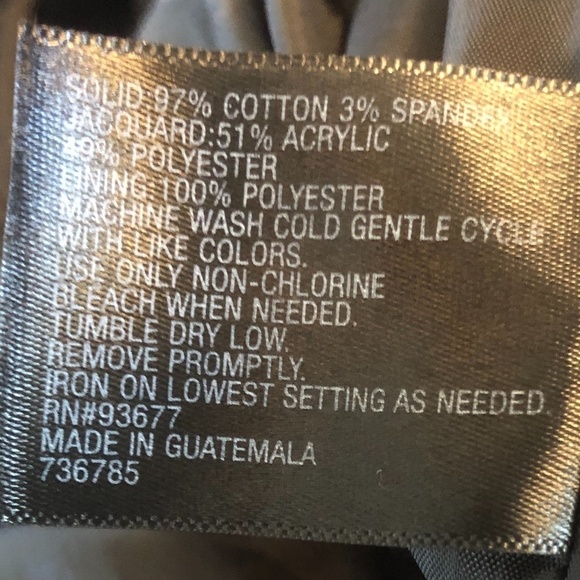 SOLID:97% COTTON 3% SPANDEX
JACQUARD:51% ACRYLIC
49% POLYESTER
LINING:100% POLYESTER
MACHINE WASH COLD GENTLE CYCLE
WITH LIKE COLORS.
USE ONLY NON-CHLORINE
BLEACH WHEN NEEDED.
TUMBLE DRY LOW.
REMOVE PROMPTLY.
IRON ON LOWEST SETTING AS NEEDED.
RN#93677
MADE IN GUATEMALA
736785